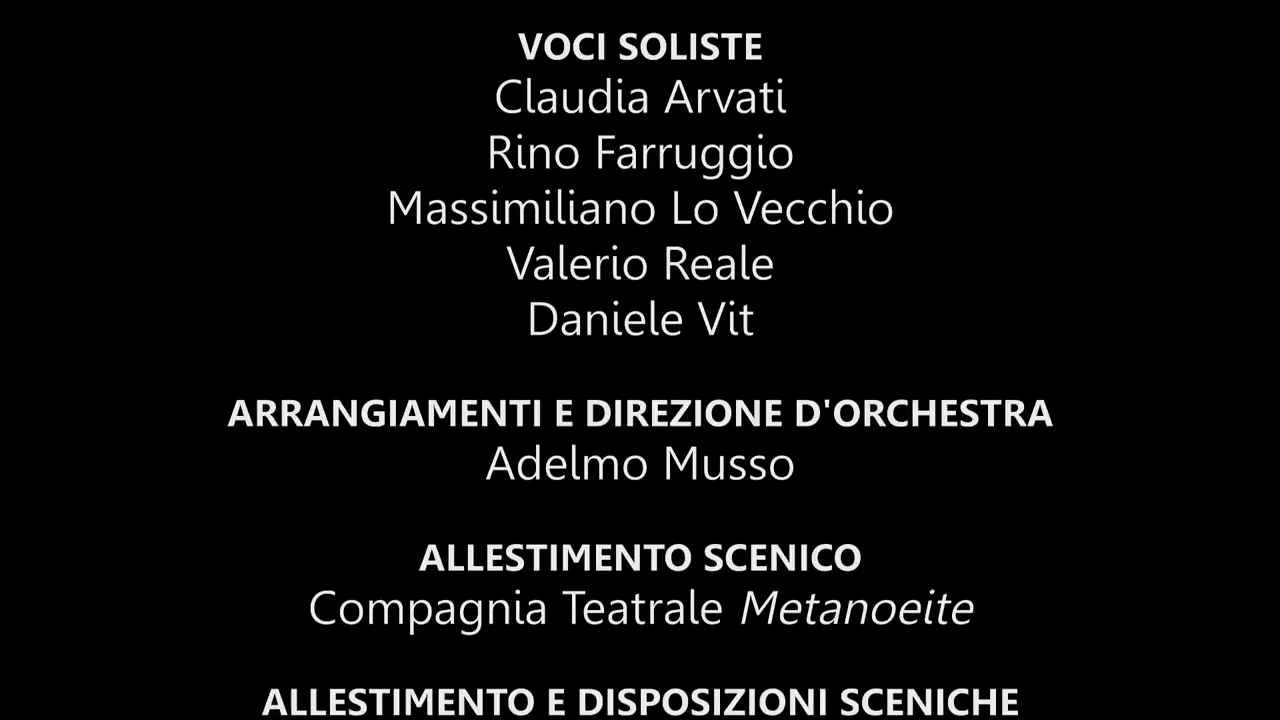 VOCI SOLISTE
Claudia Arvati
Rino Farruggio
Massimiliano Lo Vecchio
Valerio Reale
Daniele Vit
ARRANGIAMENTI E DIREZIONE D'ORCHESTRA
Adelmo Musso
ALLESTIMENTO SCENICO
Compagnia Teatrale Metanoeite
ALLESTIMENTO E DISPOSIZIONI SCENICHE